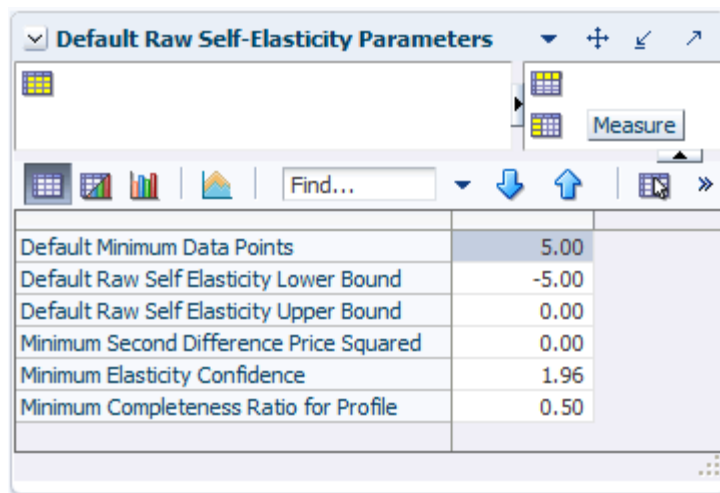 Default Raw Self-Elasticity Parameters
Measure
Find...
Default Minimum Data Points 5.00
Default Raw Self Elasticity Lower Bound -5.00
Default Raw Self Elasticity Upper Bound 0.00
Minimum Second Difference Price Squared 0.00
Minimum Elasticity Confidence 1.96
Minimum Completeness Ratio for Profile 0.50